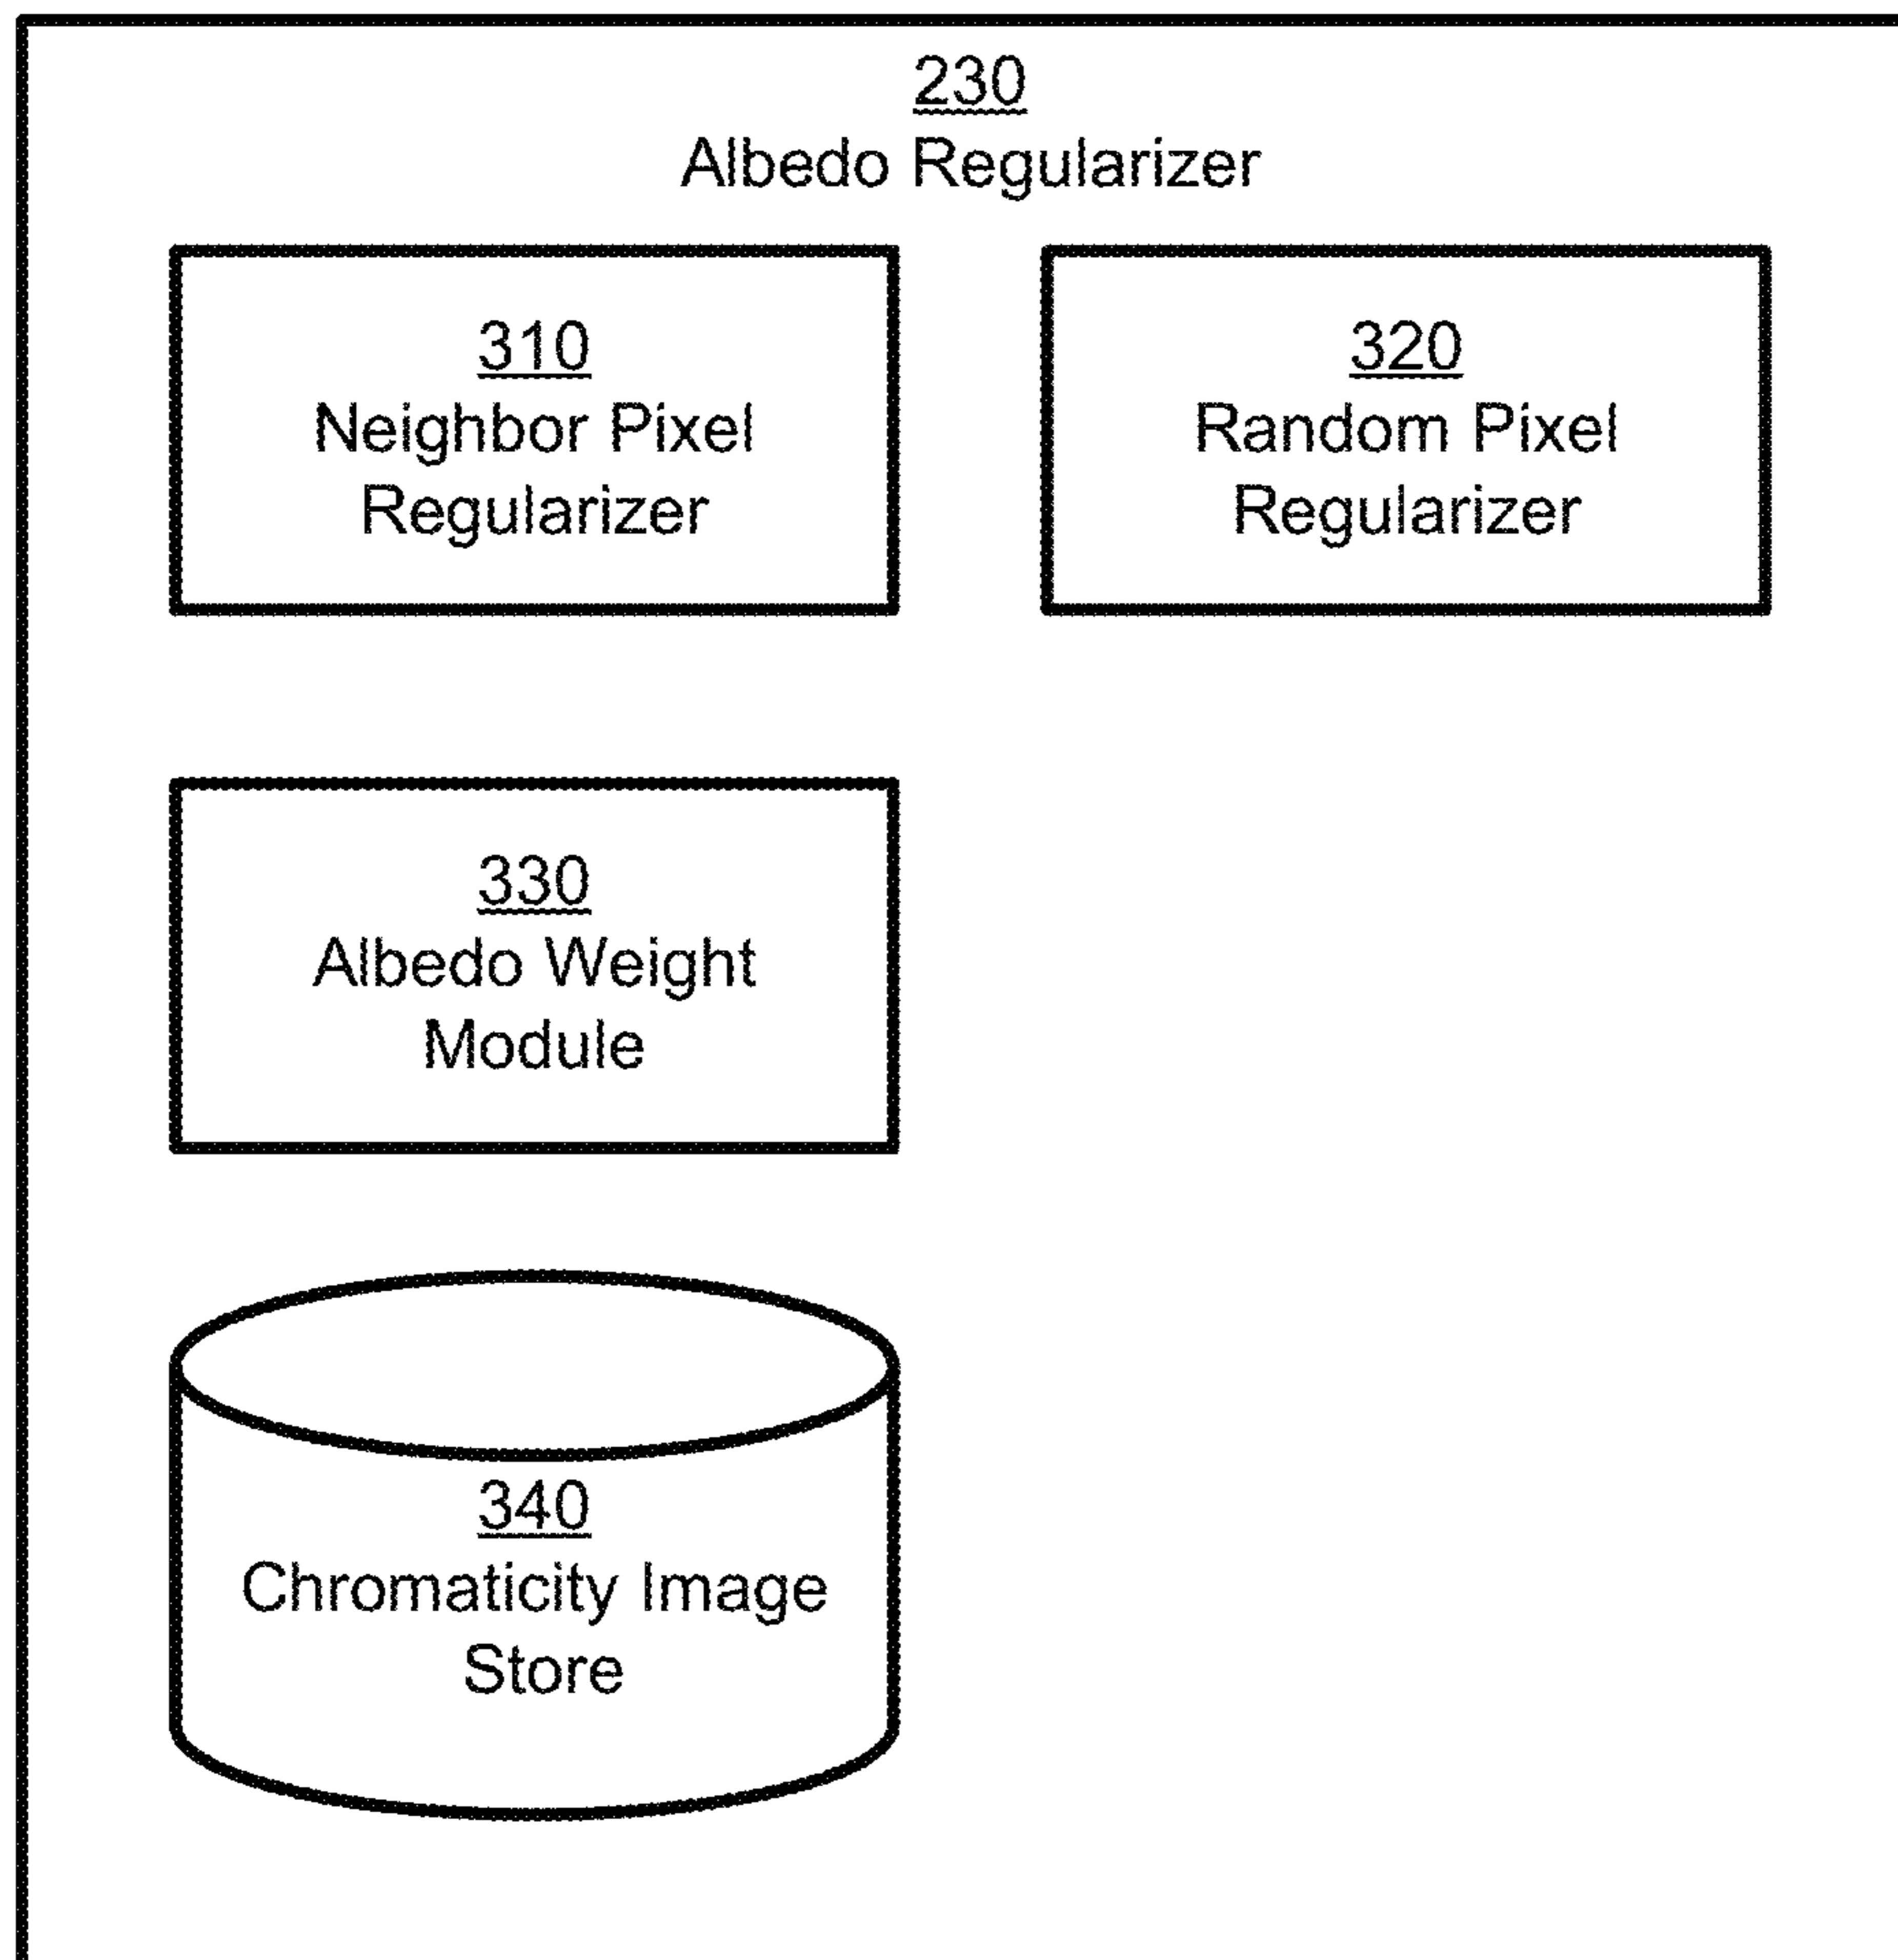 230
Albedo Regularizer
310
Neighbor Pixel
Regularizer
320
Random Pixel
Regularizer
330
Albedo Weight
Module
340
Chromaticity Image
Store